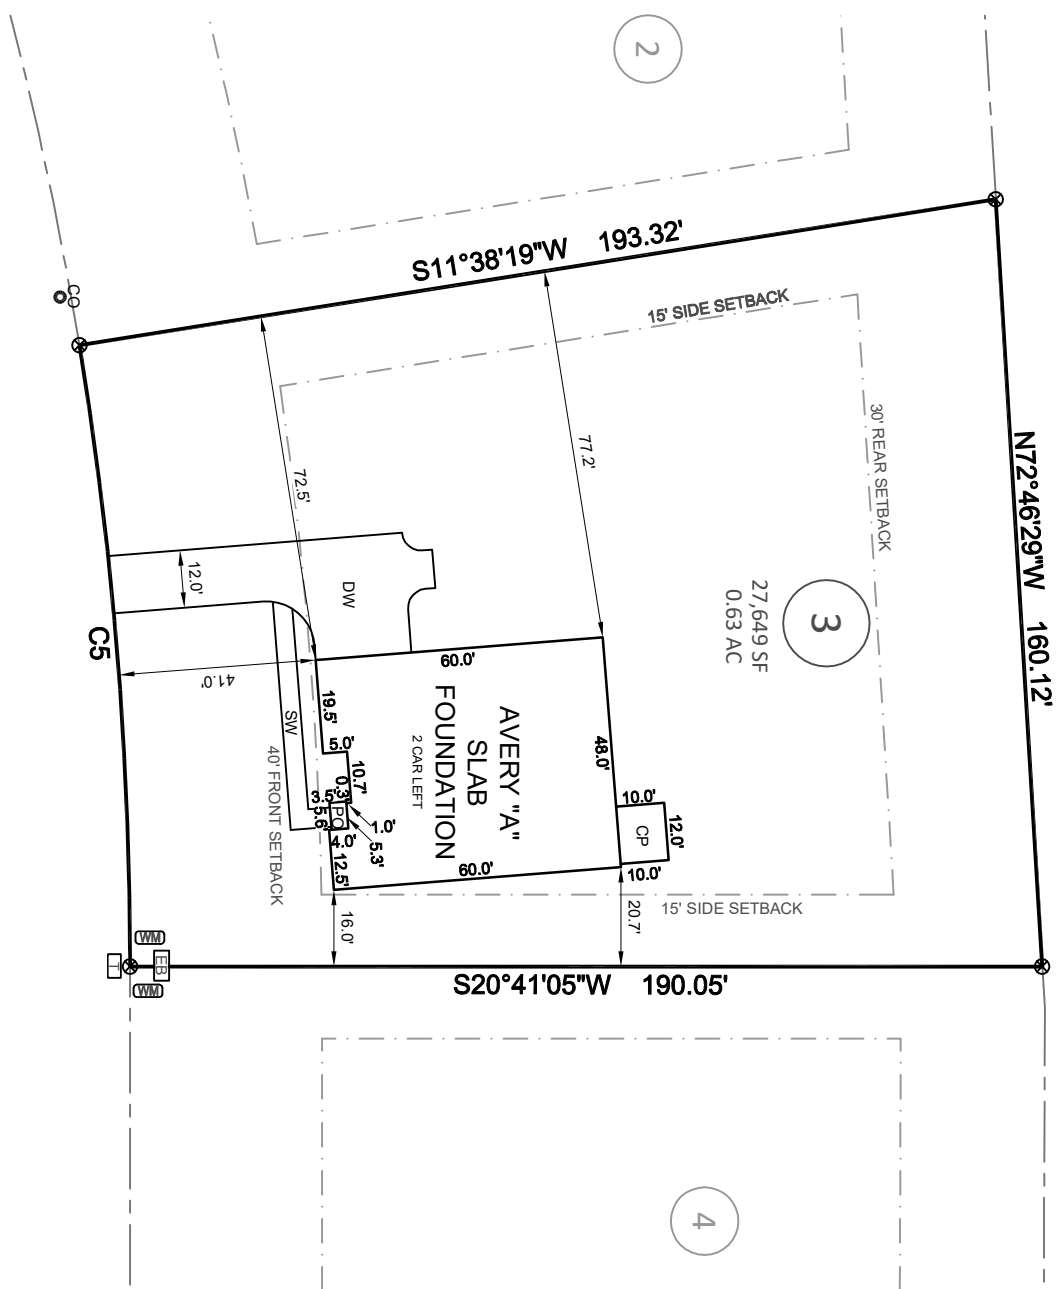 2
S11°38'19"W 193.32'
CO
15' SIDE SETBACK
30' REAR SETBACK
N72°46'29"W 160.12'
77.2'
72.5'
12.0'
DW
3
27,649 SF
0.63 AC
C5
41.0'
60.0'
19.5'
5.0'
10.7'
0.3'
3.5'
5.6'
PO
1.0'
5.3'
4.0'
12.5'
SW
40' FRONT SETBACK
AVERY "A"
SLAB
FOUNDATION
2 CAR LEFT
48.0'
10.0'
CP
12.0'
10.0'
60.0'
16.0'
20.7'
15' SIDE SETBACK
WM
T
EB
WM
S20°41'05"W 190.05'
4